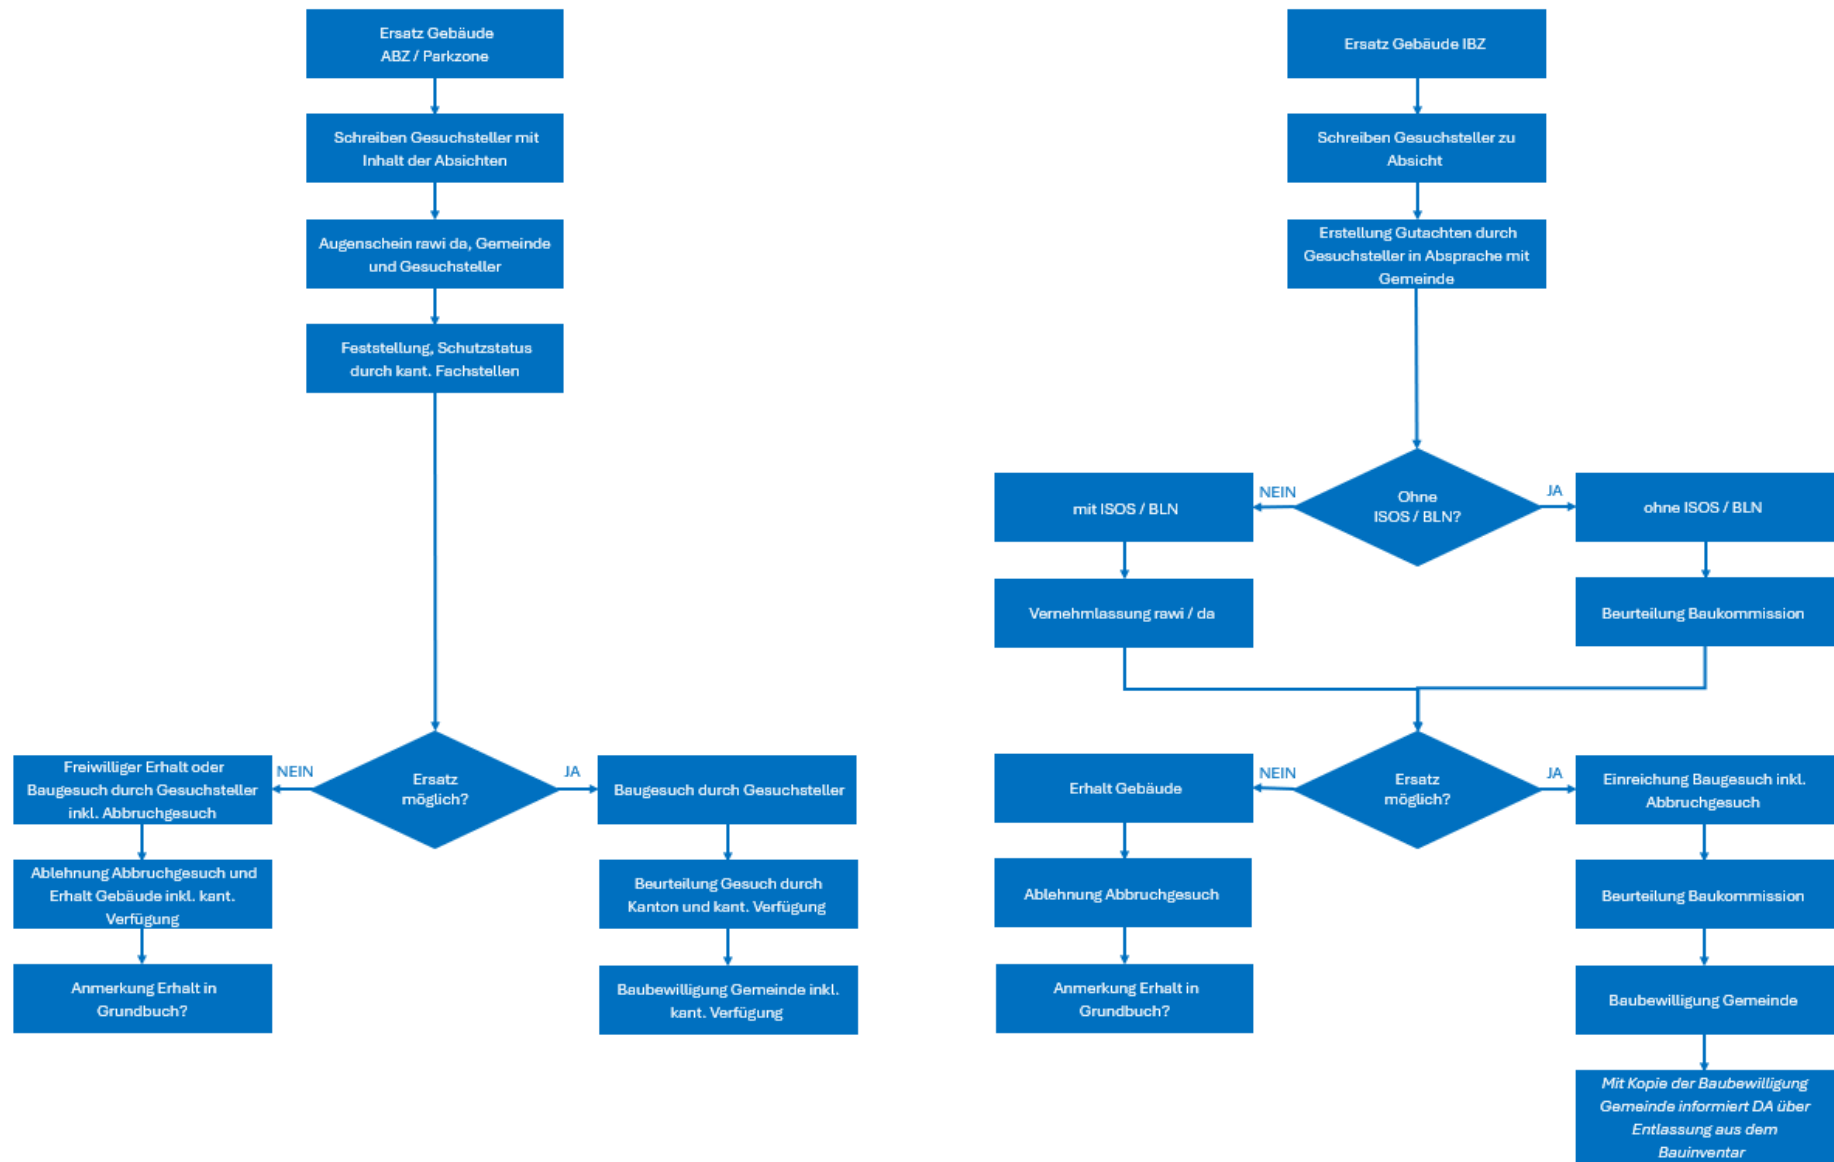 Ersatz Gebäude
ABZ / Parkzone
Schreiben Gesuchsteller mit
Inhalt der Absichten
Augenschein rawi da, Gemeinde
und Gesuchsteller
Feststellung, Schutzstatus
durch kant. Fachstellen
Ersatz
möglich?
NEIN
JA
Freiwilliger Erhalt oder
Baugesuch durch Gesuchsteller
inkl. Abbruchgesuch
Ablehnung Abbruchgesuch und
Erhalt Gebäude inkl. kant.
Verfügung
Anmerkung Erhalt in
Grundbuch?
Baugesuch durch Gesuchsteller
Beurteilung Gesuch durch
Kanton und kant. Verfügung
Baubewilligung Gemeinde inkl.
kant. Verfügung
Ersatz Gebäude IBZ
Schreiben Gesuchsteller zu
Absicht
Erstellung Gutachten durch
Gesuchsteller in Absprache mit
Gemeinde
Ohne
ISOS / BLN?
NEIN
JA
mit ISOS / BLN
Vernehmlassung rawi / da
ohne ISOS / BLN
Beurteilung Baukommission
Ersatz
möglich?
NEIN
JA
Erhalt Gebäude
Ablehnung Abbruchgesuch
Anmerkung Erhalt in
Grundbuch?
Einreichung Baugesuch inkl.
Abbruchgesuch
Beurteilung Baukommission
Baubewilligung Gemeinde
Mit Kopie der Baubewilligung
Gemeinde informiert DA über
Entlassung aus dem
Bauinventar